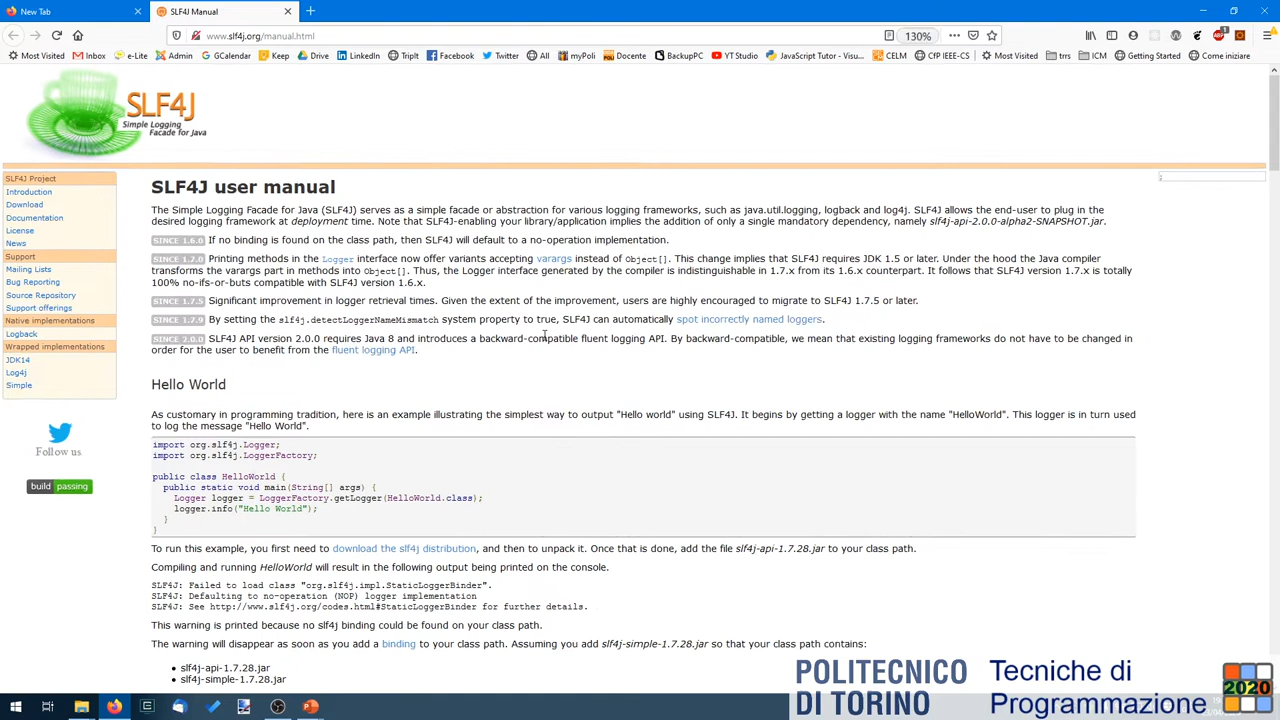 New Tab
SLF4J Manual
www.slf4j.org/manual.html
130%
Most Visited
Inbox
e-Lite
Admin
GCalendar
Keep
Drive
LinkedIn
TripIt
Facebook
Twitter
All
myPoli
Docente
BackupPC
YT Studio
JavaScript Tutor - Visu...
CELM
CfP IEEE-CS
Most Visited
trrs
ICM
Getting Started
Come iniziare
SLF4J
Simple Logging
Facade for Java
SLF4J Project
Introduction
Download
Documentation
License
News
Support
Mailing Lists
Bug Reporting
Source Repository
Support offerings
Native implementations
Logback
Wrapped implementations
JDK14
Log4j
Simple
Follow us
build passing
SLF4J user manual
The Simple Logging Facade for Java (SLF4J) serves as a simple facade or abstraction for various logging frameworks, such as java.util.logging, logback and log4j. SLF4J allows the end-user to plug in the
desired logging framework at deployment time. Note that SLF4J-enabling your library/application implies the addition of only a single mandatory dependency, namely slf4j-api-2.0.0-alpha2-SNAPSHOT.jar.
SINCE 1.6.0 If no binding is found on the class path, then SLF4J will default to a no-operation implementation.
SINCE 1.7.0 Printing methods in the Logger interface now offer variants accepting varargs instead of Object[]. This change implies that SLF4J requires JDK 1.5 or later. Under the hood the Java compiler
transforms the varargs part in methods into Object[]. Thus, the Logger interface generated by the compiler is indistinguishable in 1.7.x from its 1.6.x counterpart. It follows that SLF4J version 1.7.x is totally
100% no-ifs-or-buts compatible with SLF4J version 1.6.x.
SINCE 1.7.5 Significant improvement in logger retrieval times. Given the extent of the improvement, users are highly encouraged to migrate to SLF4J 1.7.5 or later.
SINCE 1.7.9 By setting the slf4j.detectLoggerNameMismatch system property to true, SLF4J can automatically spot incorrectly named loggers.
SINCE 2.0.0 SLF4J API version 2.0.0 requires Java 8 and introduces a backward-compatible fluent logging API. By backward-compatible, we mean that existing logging frameworks do not have to be changed in
order for the user to benefit from the fluent logging API.
Hello World
As customary in programming tradition, here is an example illustrating the simplest way to output "Hello world" using SLF4J. It begins by getting a logger with the name "HelloWorld". This logger is in turn used
to log the message "Hello World".
import org.slf4j.Logger;
import org.slf4j.LoggerFactory;
public class HelloWorld {
public static void main(String[] args) {
Logger logger = LoggerFactory.getLogger(HelloWorld.class);
logger.info("Hello World");
}
}
To run this example, you first need to download the slf4j distribution, and then to unpack it. Once that is done, add the file slf4j-api-1.7.28.jar to your class path.
Compiling and running HelloWorld will result in the following output being printed on the console.
SLF4J: Failed to load class "org.slf4j.impl.StaticLoggerBinder".
SLF4J: Defaulting to no-operation (NOP) logger implementation
SLF4J: See http://www.slf4j.org/codes.html#StaticLoggerBinder for further details.
This warning is printed because no slf4j binding could be found on your class path.
The warning will disappear as soon as you add a binding to your class path. Assuming you add slf4j-simple-1.7.28.jar so that your class path contains:
• slf4j-api-1.7.28.jar
• slf4j-simple-1.7.28.jar
POLITECNICO
DI TORINO
Tecniche di
Programmazione
2020